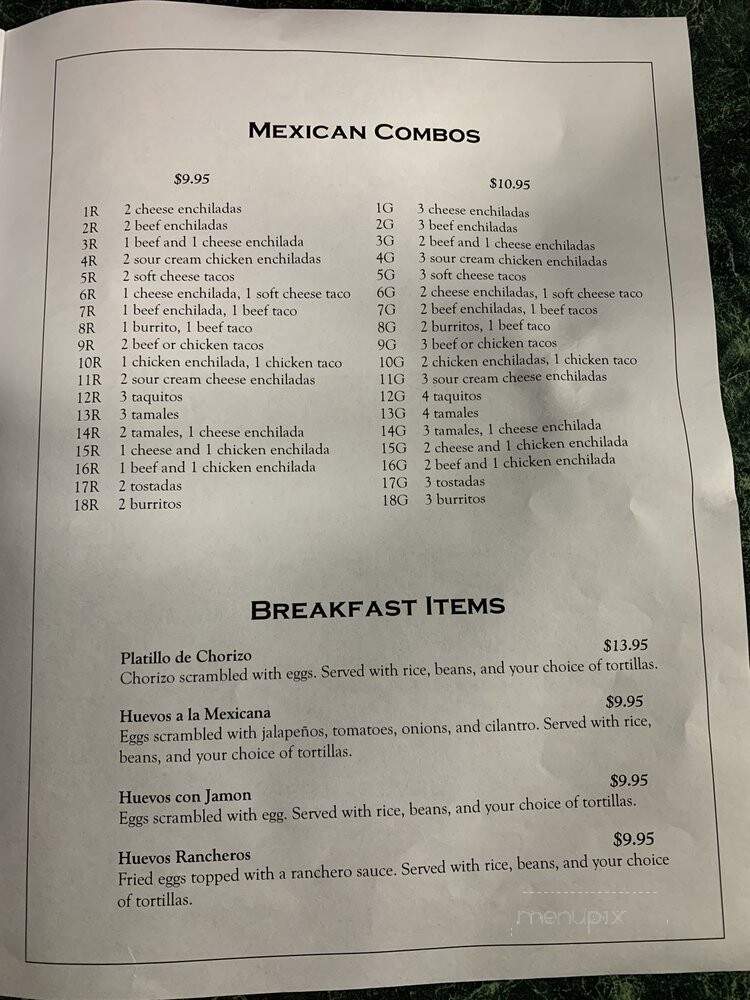 MEXICAN COMBOS
$9.95
1R 2 cheese enchiladas
2R 2 beef enchiladas
3R 1 beef and 1 cheese enchilada
4R 2 sour cream chicken enchiladas
5R 2 soft cheese tacos
6R 1 cheese enchilada, 1 soft cheese taco
7R 1 beef enchilada, 1 beef taco
8R 1 burrito, 1 beef taco
9R 2 beef or chicken tacos
10R 1 chicken enchilada, 1 chicken taco
11R 2 sour cream cheese enchiladas
12R 3 taquitos
13R 3 tamales
14R 2 tamales, 1 cheese enchilada
15R 1 cheese and 1 chicken enchilada
16R 1 beef and 1 chicken enchilada
17R 2 tostadas
18R 2 burritos
$10.95
1G 3 cheese enchiladas
2G 3 beef enchiladas
3G 2 beef and 1 cheese enchiladas
4G 3 sour cream chicken enchiladas
5G 3 soft cheese tacos
6G 2 cheese enchiladas, 1 soft cheese taco
7G 2 beef enchiladas, 1 beef tacos
8G 2 burritos, 1 beef taco
9G 3 beef or chicken tacos
10G 2 chicken enchiladas, 1 chicken taco
11G 3 sour cream cheese enchiladas
12G 4 taquitos
13G 4 tamales
14G 3 tamales, 1 cheese enchilada
15G 2 cheese and 1 chicken enchilada
16G 2 beef and 1 chicken enchilada
17G 3 tostadas
18G 3 burritos
BREAKFAST ITEMS
Platillo de Chorizo $13.95
Chorizo scrambled with eggs. Served with rice, beans, and your choice of tortillas.
Huevos a la Mexicana $9.95
Eggs scrambled with jalapeños, tomatoes, onions, and cilantro. Served with rice,
beans, and your choice of tortillas.
Huevos con Jamon $9.95
Eggs scrambled with egg. Served with rice, beans, and your choice of tortillas.
Huevos Rancheros $9.95
Fried eggs topped with a ranchero sauce. Served with rice, beans, and your choice
of tortillas.
menupix